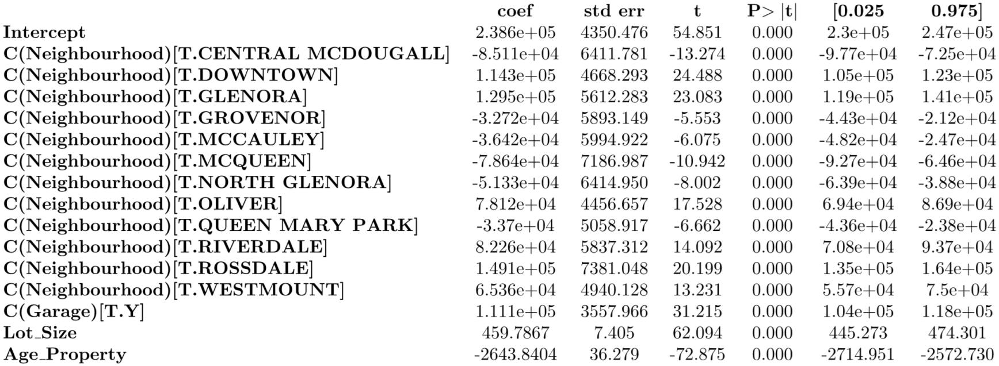 coef std err t P> |t| [0.025 0.975]
Intercept 2.386e+05 4350.476 54.851 0.000 2.3e+05 2.47e+05
C(Neighbourhood)[T.CENTRAL MCDOUGALL] -8.511e+04 6411.781 -13.274 0.000 -9.77e+04 -7.25e+04
C(Neighbourhood)[T.DOWNTOWN] 1.143e+05 4668.293 24.488 0.000 1.05e+05 1.23e+05
C(Neighbourhood)[T.GLENORA] 1.295e+05 5612.283 23.083 0.000 1.19e+05 1.41e+05
C(Neighbourhood)[T.GROVENOR] -3.272e+04 5893.149 -5.553 0.000 -4.43e+04 -2.12e+04
C(Neighbourhood)[T.MCCAULEY] -3.642e+04 5994.922 -6.075 0.000 -4.82e+04 -2.47e+04
C(Neighbourhood)[T.MCQUEEN] -7.864e+04 7186.987 -10.942 0.000 -9.27e+04 -6.46e+04
C(Neighbourhood)[T.NORTH GLENORA] -5.133e+04 6414.950 -8.002 0.000 -6.39e+04 -3.88e+04
C(Neighbourhood)[T.OLIVER] 7.812e+04 4456.657 17.528 0.000 6.94e+04 8.69e+04
C(Neighbourhood)[T.QUEEN MARY PARK] -3.37e+04 5058.917 -6.662 0.000 -4.36e+04 -2.38e+04
C(Neighbourhood)[T.RIVERDALE] 8.226e+04 5837.312 14.092 0.000 7.08e+04 9.37e+04
C(Neighbourhood)[T.ROSSDALE] 1.491e+05 7381.048 20.199 0.000 1.35e+05 1.64e+05
C(Neighbourhood)[T.WESTMOUNT] 6.536e+04 4940.128 13.231 0.000 5.57e+04 7.5e+04
C(Garage)[T.Y] 1.111e+05 3557.966 31.215 0.000 1.04e+05 1.18e+05
Lot_Size 459.7867 7.405 62.094 0.000 445.273 474.301
Age_Property -2643.8404 36.279 -72.875 0.000 -2714.951 -2572.730